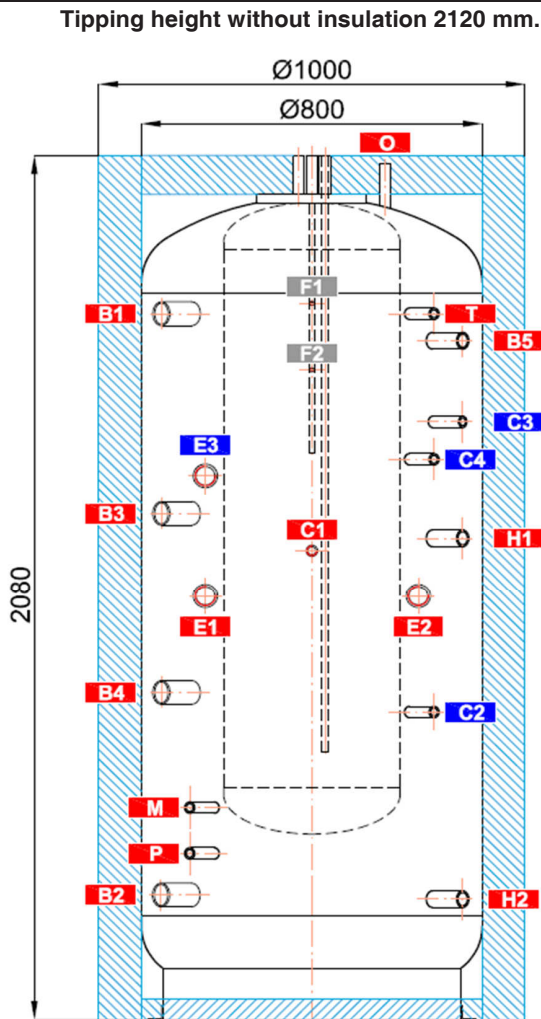 Tipping height without insulation 2120 mm.
Ø1000
Ø800
O
F1
B1
T
B5
F2
C3
E3
C4
B3
C1
H1
2080
E1
E2
B4
C2
M
P
B2
H2